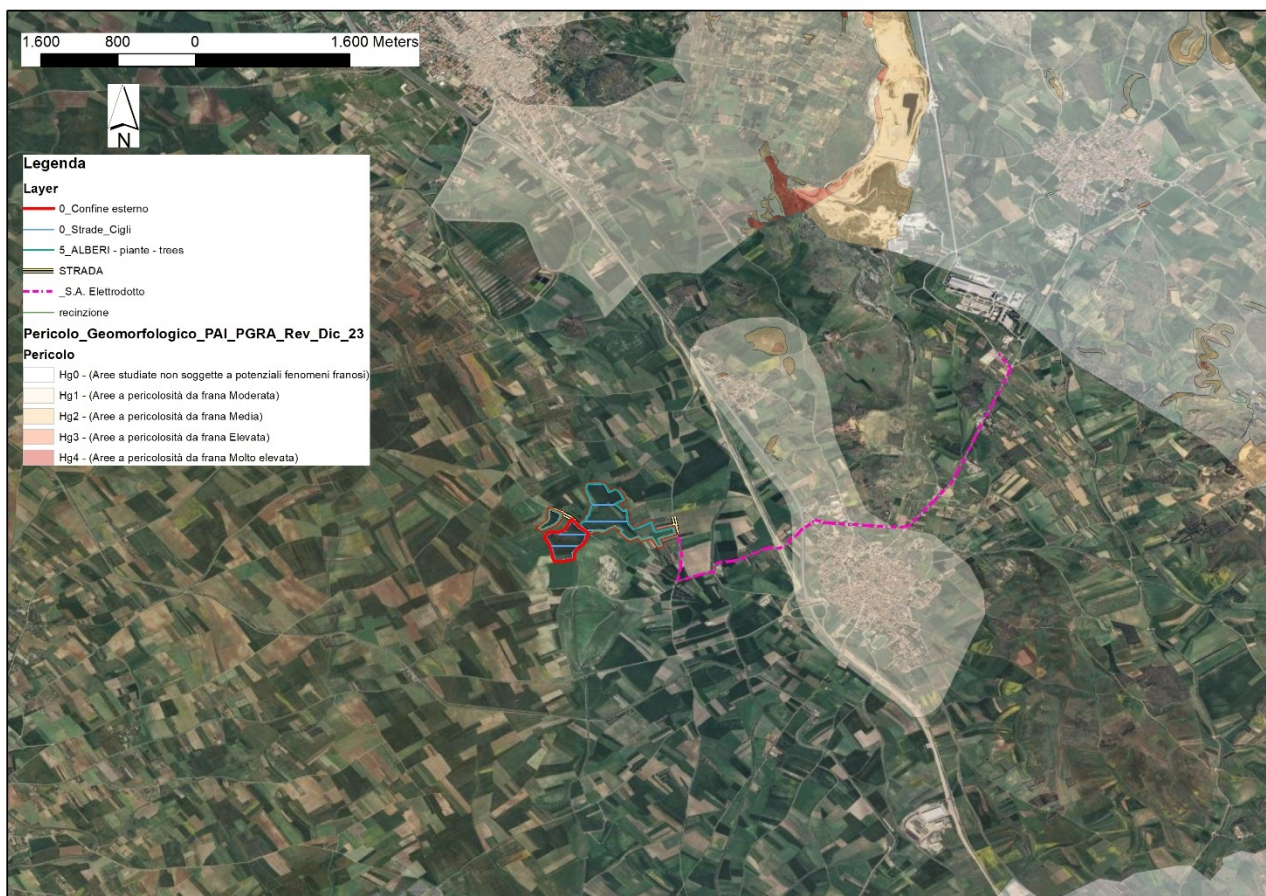 1.600 800 0 1.600 Meters
N
Legenda
Layer
0_Confine esterno
0_Strade_Cigli
5_ALBERI - piante - trees
STRADA
_S.A. Elettrodotto
recinzione
Pericolo_Geomorfologico_PAI_PGRA_Rev_Dic_23
Pericolo
Hg0 - (Aree studiate non soggette a potenziali fenomeni franosi)
Hg1 - (Aree a pericolosità da frana Moderata)
Hg2 - (Aree a pericolosità da frana Media)
Hg3 - (Aree a pericolosità da frana Elevata)
Hg4 - (Aree a pericolosità da frana Molto elevata)